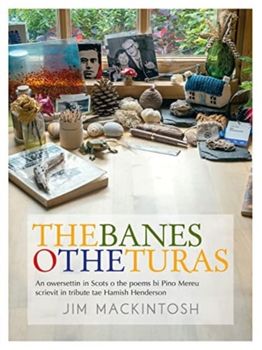 THEBANES
OTHETURAS
An owersettin in Scots o the poems bi Pino Mereu
scrievit in tribute tae Hamish Henderson
JIM MACKINTOSH